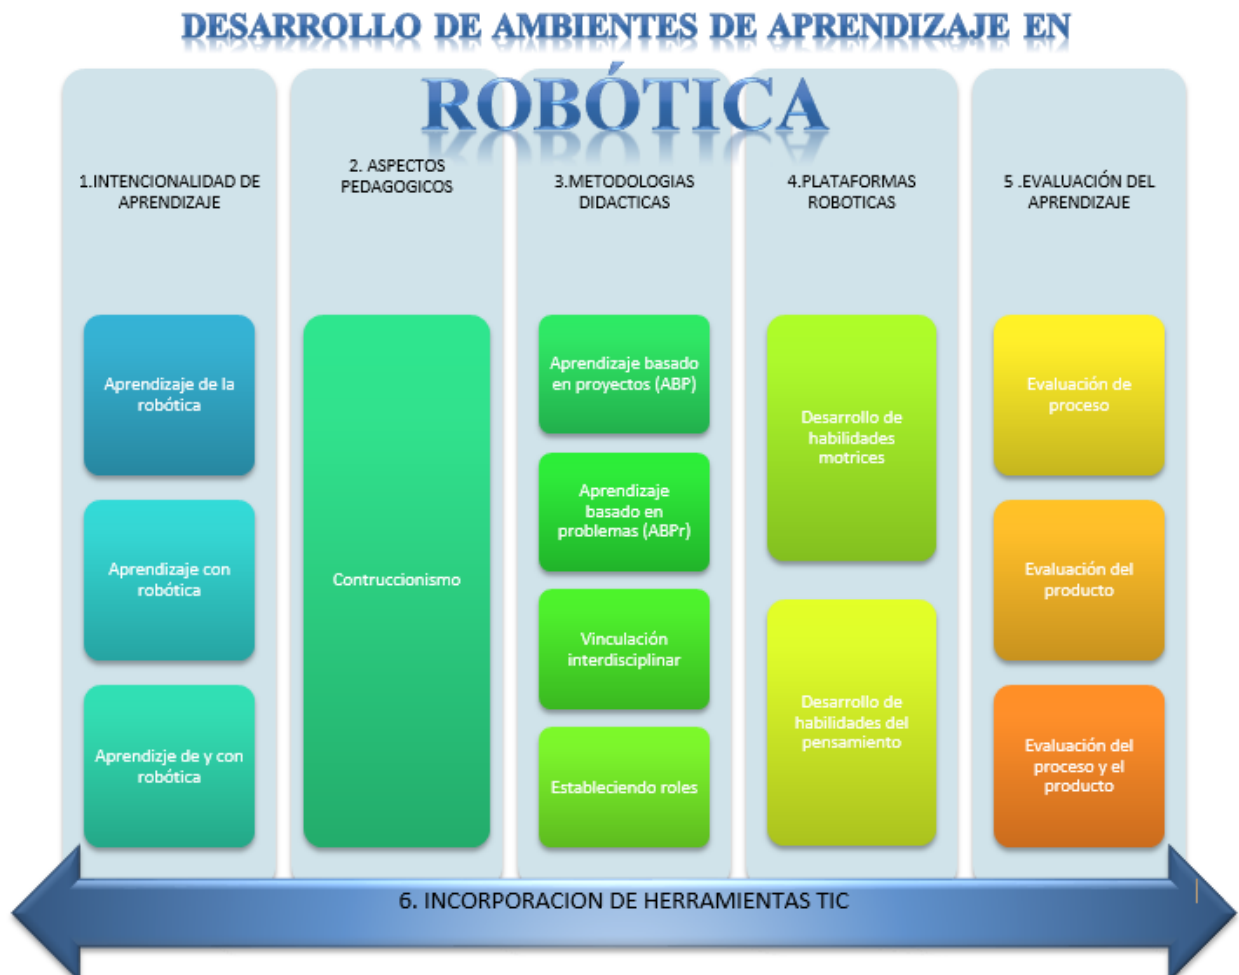 DESARROLLO DE AMBIENTES DE APRENDIZAJE EN
ROBÓTICA
1.INTENCIONALIDAD DE
APRENDIZAJE
Aprendizaje de la
robótica
Aprendizaje con
robótica
Aprendizje de y con
robótica
2. ASPECTOS
PEDAGOGICOS
Contruccionismo
3.METODOLOGIAS
DIDACTICAS
Aprendizaje basado
en proyectos (ABP)
Aprendizaje
basado en
problemas (ABPr)
Vinculación
interdisciplinar
Estableciendo roles
4.PLATAFORMAS
ROBOTICAS
Desarrollo de
habilidades
motrices
Desarrollo de
habilidades del
pensamiento
5 .EVALUACIÓN DEL
APRENDIZAJE
Evaluación de
proceso
Evaluación del
producto
Evaluación del
proceso y el
producto
6. INCORPORACION DE HERRAMIENTAS TIC